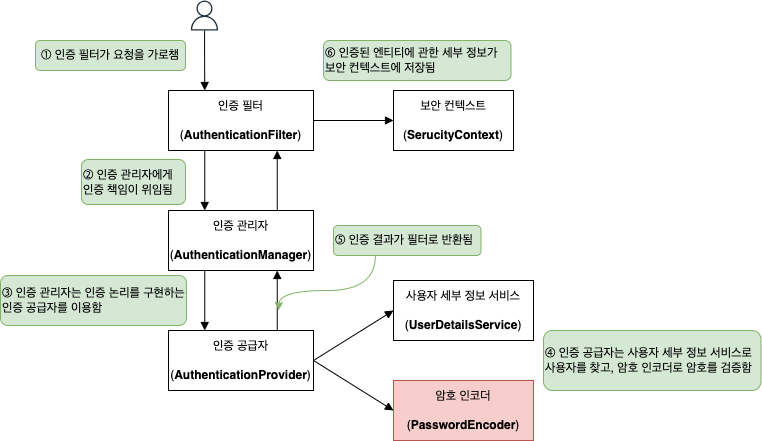 ① 인증 필터가 요청을 가로챔
⑥ 인증된 엔티티에 관한 세부 정보가
보안 컨텍스트에 저장됨
인증 필터
(AuthenticationFilter)
보안 컨텍스트
(SerucityContext)
② 인증 관리자에게
인증 책임이 위임됨
인증 관리자
(AuthenticationManager)
⑤ 인증 결과가 필터로 반환됨
③ 인증 관리자는 인증 논리를 구현하는
인증 공급자를 이용함
사용자 세부 정보 서비스
(UserDetailsService)
인증 공급자
(AuthenticationProvider)
④ 인증 공급자는 사용자 세부 정보 서비스로
사용자를 찾고, 암호 인코더로 암호를 검증함
암호 인코더
(PasswordEncoder)